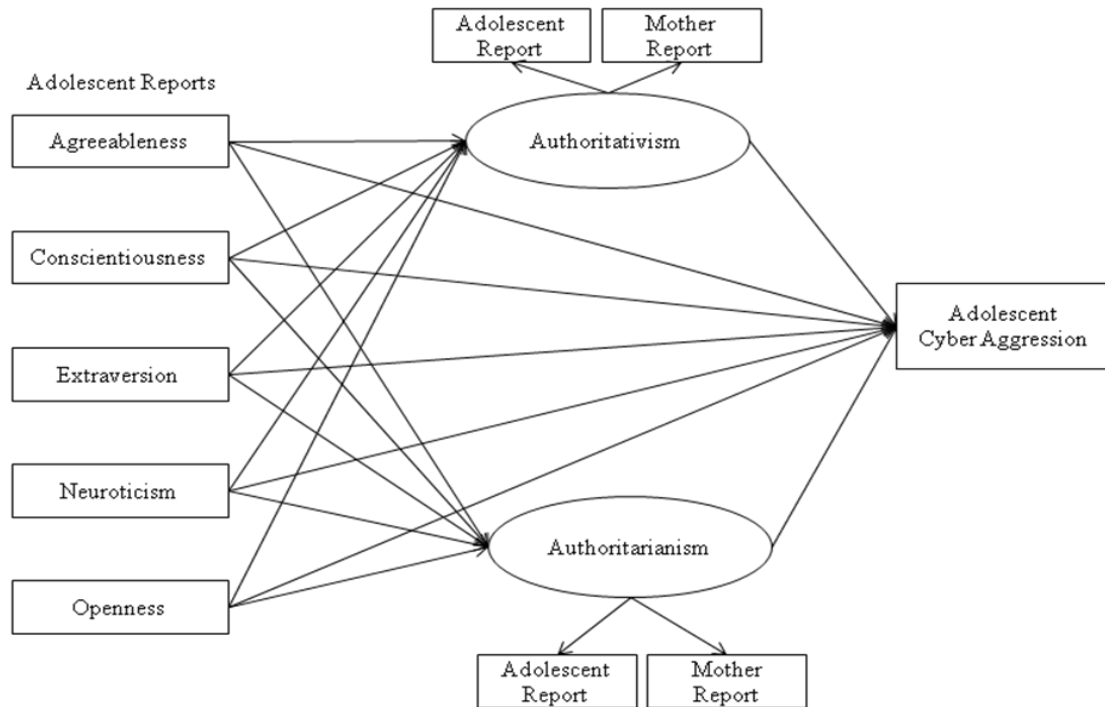 Adolescent
Report
Mother
Report
Adolescent Reports
Agreeableness
Authoritativism
Conscientiousness
Adolescent
Cyber Aggression
Extraversion
Neuroticism
Authoritarianism
Openness
Adolescent
Report
Mother
Report